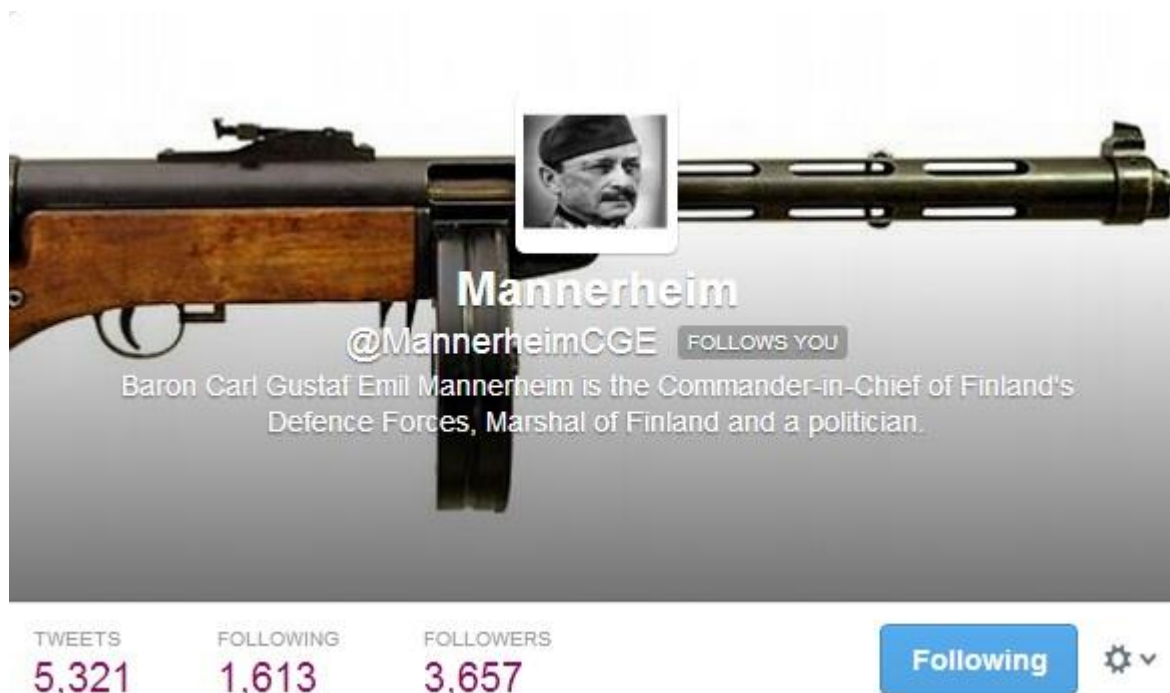 Mannerheim
@MannerheimCGE FOLLOWS YOU
Baron Carl Gustaf Emil Mannerheim is the Commander-in-Chief of Finland's
Defence Forces, Marshal of Finland and a politician.
TWEETS FOLLOWING FOLLOWERS
5,321 1,613 3,657 Following